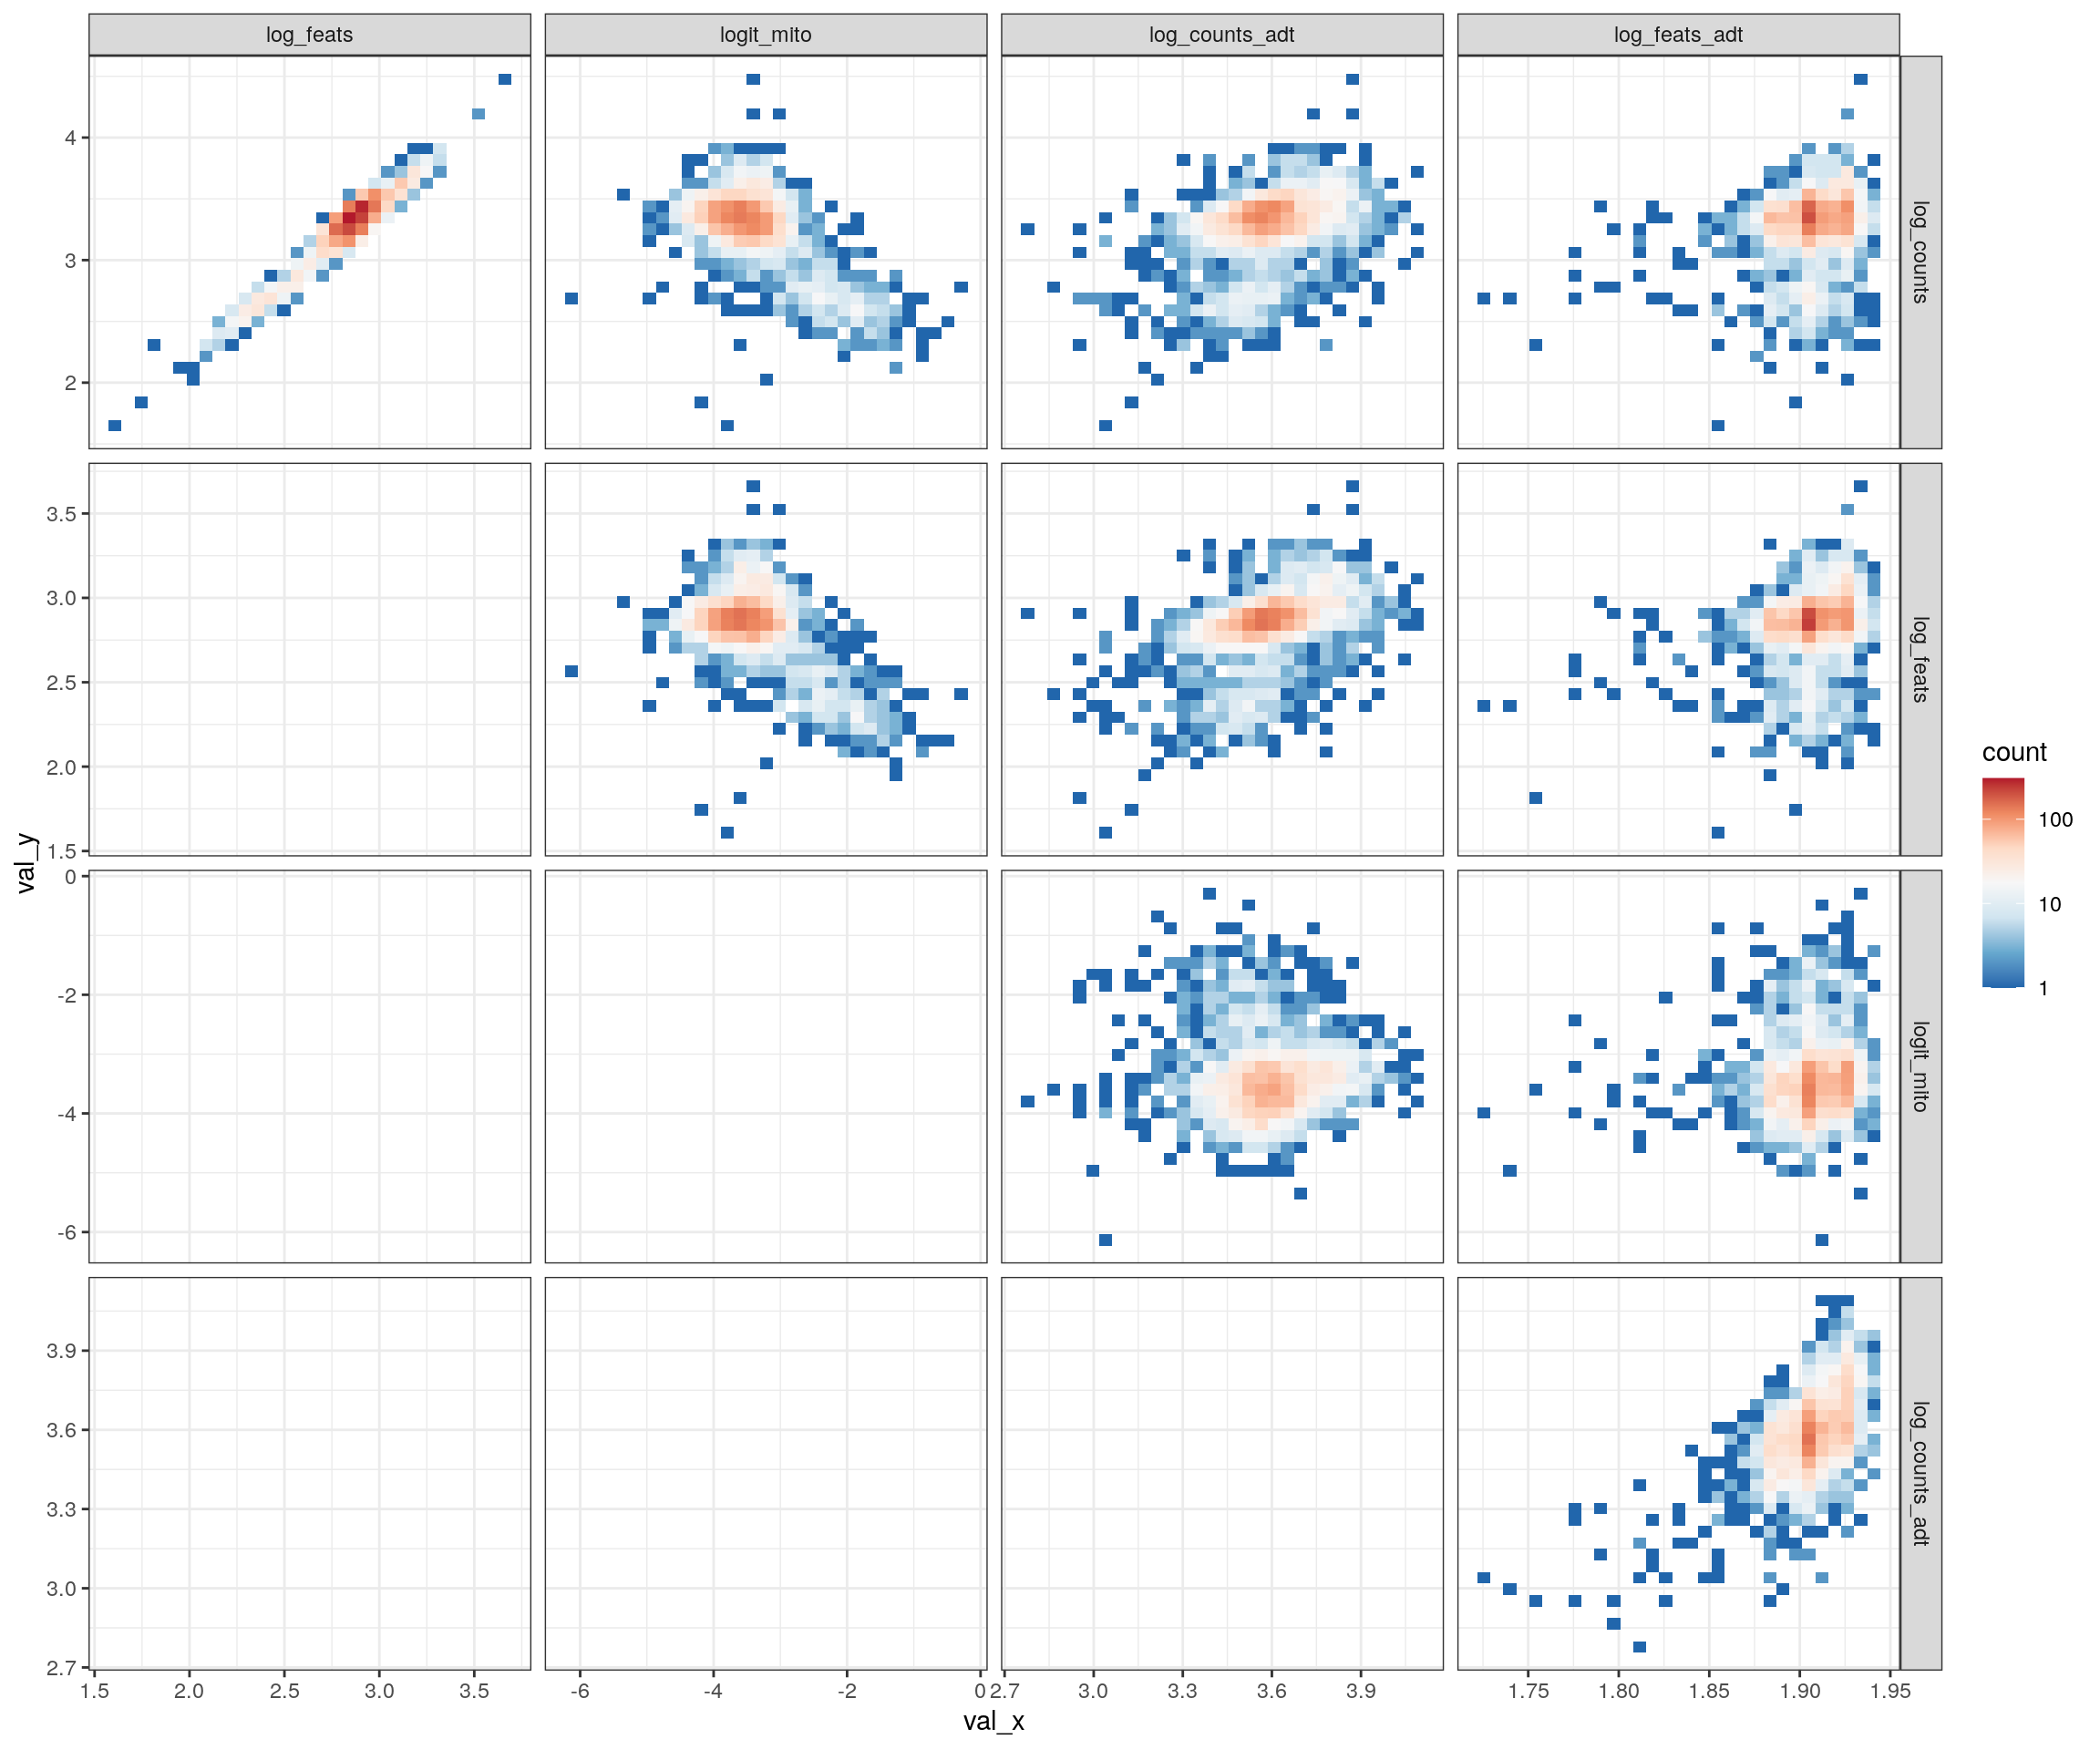 log_feats
logit_mito
log_counts_adt
log_feats_adt
4
3
2
log_counts
3.5
3.0
2.5
2.0
1.5
log_feats
val_y
count
100
10
1
0
-2
-4
-6
logit_mito
3.9
3.6
3.3
3.0
2.7
log_counts_adt
1.5 2.0 2.5 3.0 3.5
-6 -4 -2 0
2.7 3.0 3.3 3.6 3.9
1.75 1.80 1.85 1.90 1.95
val_x